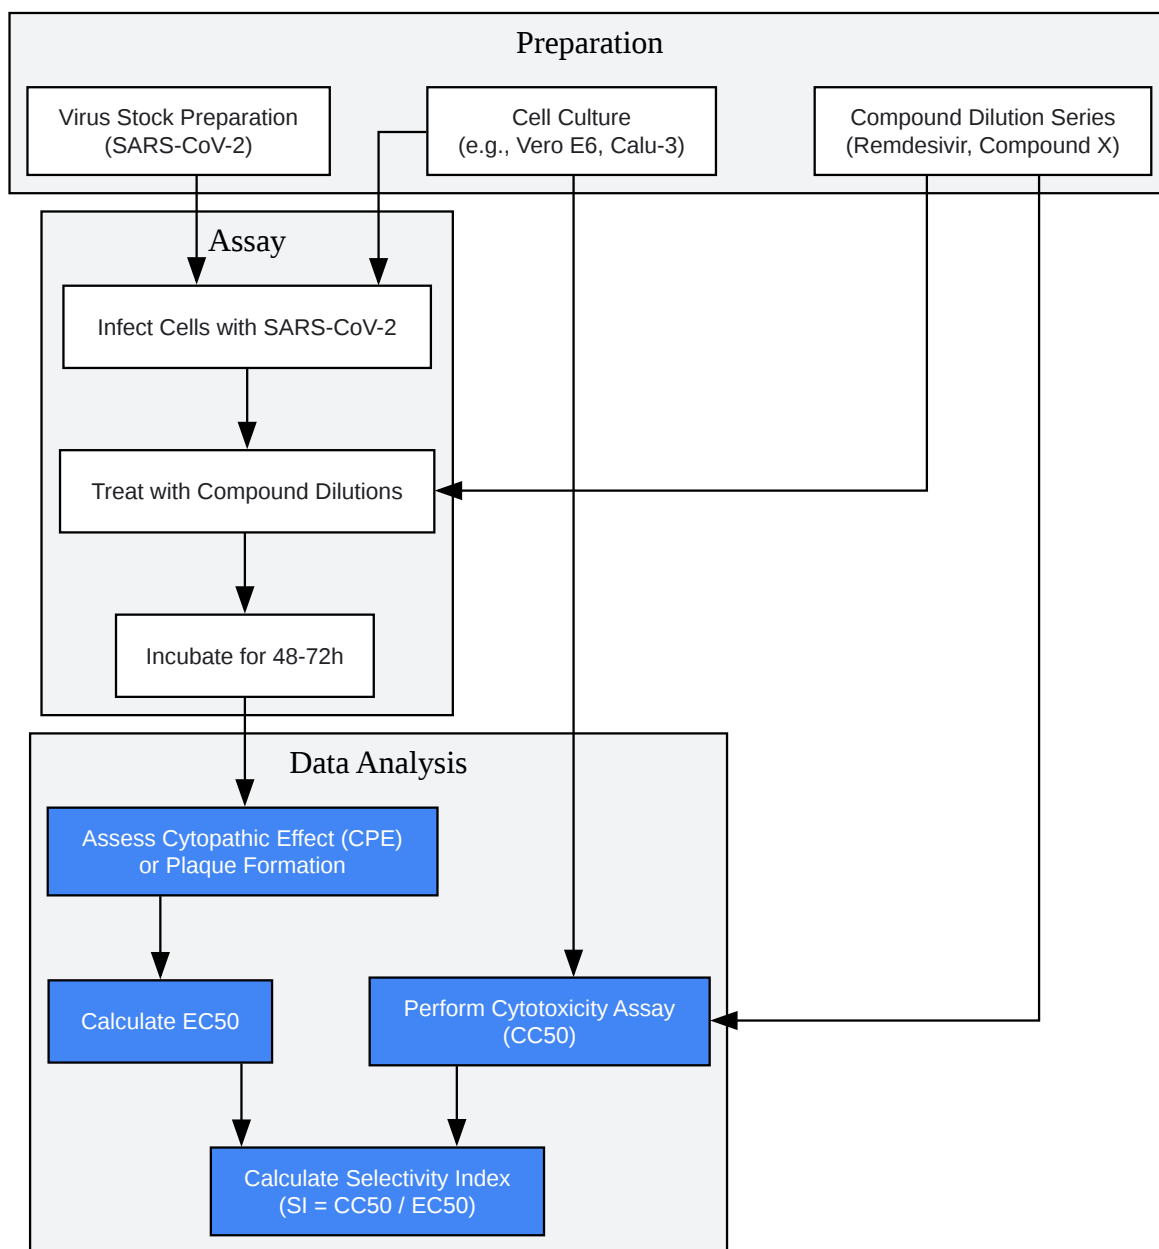 Preparation
Virus Stock Preparation
(SARS-CoV-2)
Cell Culture
(e.g., Vero E6, Calu-3)
Compound Dilution Series
(Remdesivir, Compound X)
Assay
Infect Cells with SARS-CoV-2
Treat with Compound Dilutions
Incubate for 48-72h
Data Analysis
Assess Cytopathic Effect (CPE)
or Plaque Formation
Calculate EC50
Perform Cytotoxicity Assay
(CC50)
Calculate Selectivity Index
(SI = CC50 / EC50)